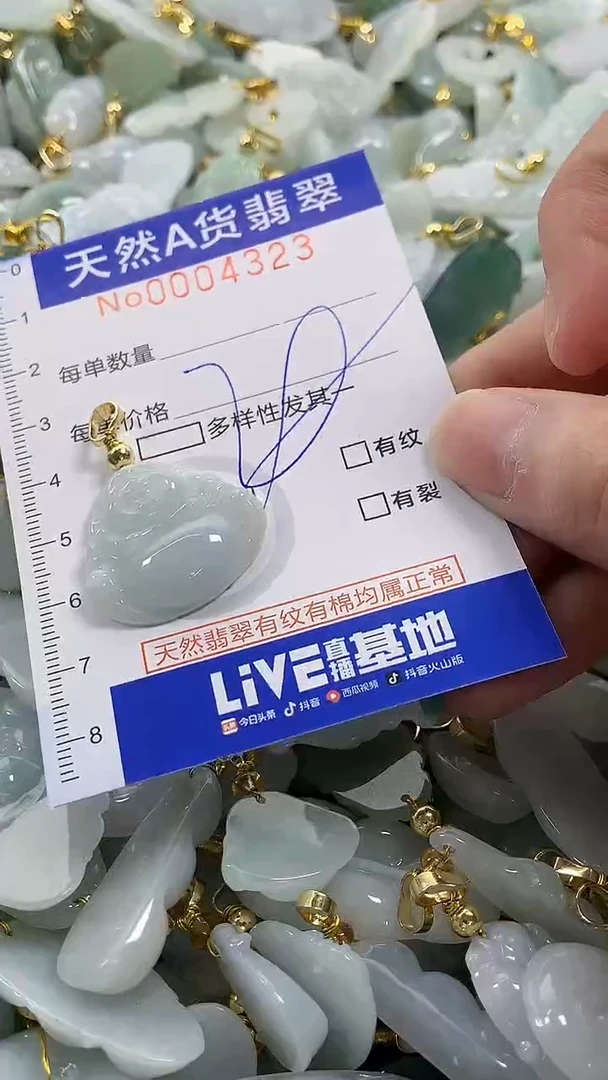 天然A货翡翠
No0004323
0
1
每单数量
2
每单价格
3
多样性发其一
4
有纹
有裂
5
6
天然翡翠有纹有棉均属正常
7
LiVE直播基地
头条 今日头条 抖音 西瓜视频 抖音火山版
8